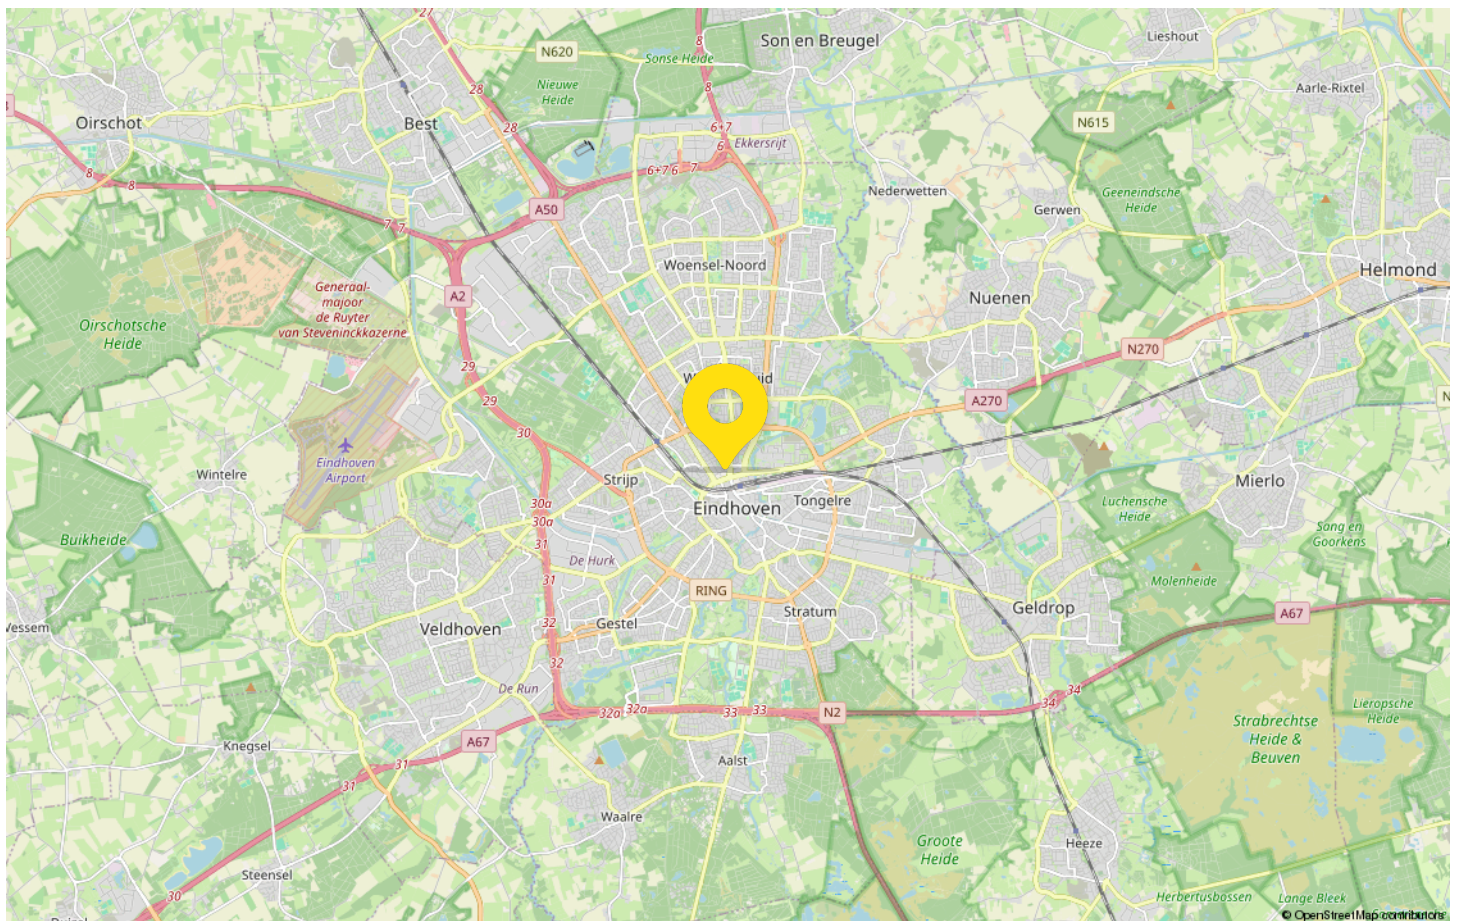 27
N620
Son en Breugel
Lieshout
8
Sonse Heide
Nieuwe
Heide
28
8
Aarle-Rixtel
Oirschot
Best
28
6+7
N615
6
Ekkersrijt
8
8
6+7
6
7
Nederwetten
Geeneindsche
Heide
A50
Gerwen
7
7
Woensel-Noord
Helmond
Generaal-
majoor
de Ruyter
van Steveninckkazerne
A2
Nuenen
Oirschotsche
Heide
29
N270
29
A270
30
Wintelre
Eindhoven
Airport
Strijp
Mierlo
30a
Eindhoven
Tongelre
Luchensche
Heide
30a
Buikheide
31
Sang en
Goorkens
De Hurk
31
RING
Molenheide
Vessem
Veldhoven
32
Gestel
Stratum
Geldrop
A67
32
De Run
34
34
32a
32a
33
33
N2
Lieropsche
Heide
Strabrechtse
Heide &
Beuven
Knegsel
A67
Aalst
31
31
Waalre
Groote
Heide
Heeze
Steensel
30
Herbertusbossen
Lange Bleek
© OpenStreetMap contributors